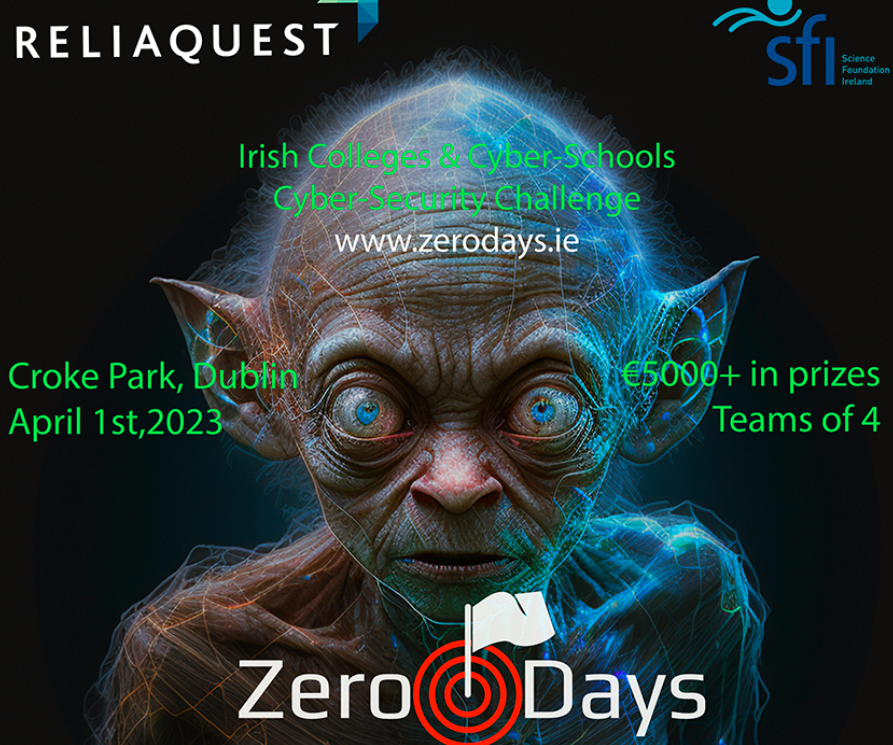 RELIAQUEST
sfi
Science
Foundation
Ireland
Irish Colleges & Cyber-Schools
Cyber-Security Challenge
www.zerodays.ie
Croke Park, Dublin
April 1st,2023
€5000+ in prizes
Teams of 4
Zero Days